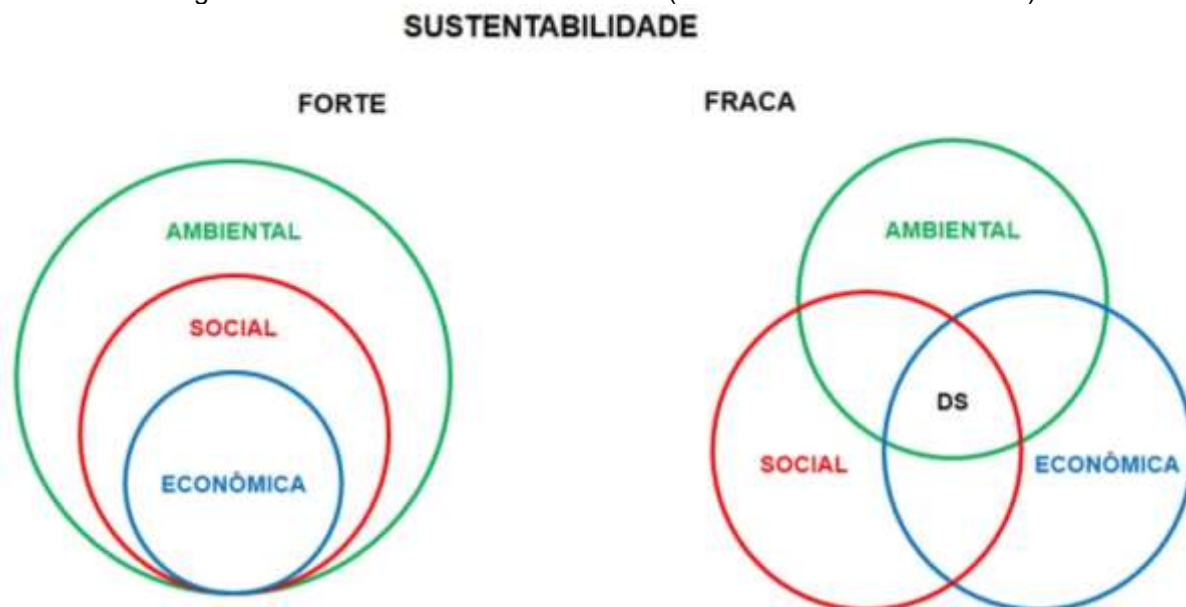 SUSTENTABILIDADE
FORTE
FRACA
AMBIENTAL
SOCIAL
ECONÔMICA
AMBIENTAL
DS
SOCIAL
ECONÔMICA